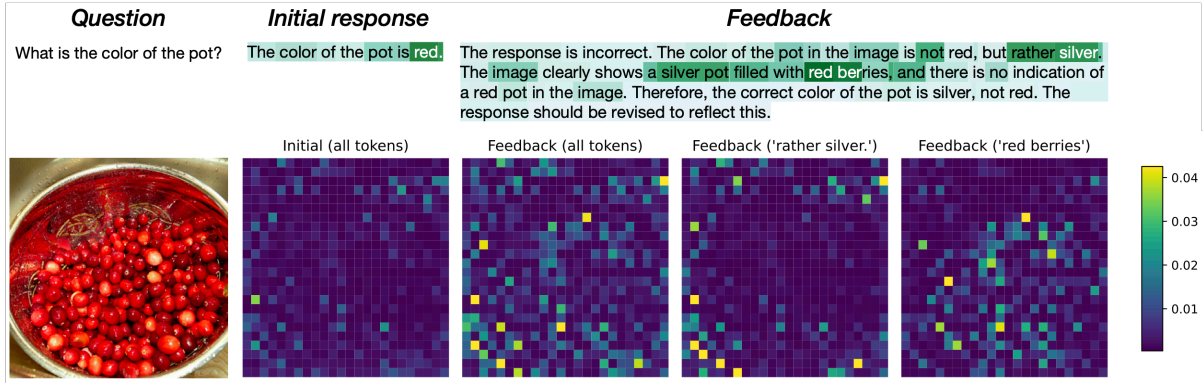 Question
Initial response
Feedback
What is the color of the pot?
The color of the pot is red.
The response is incorrect. The color of the pot in the image is not red, but rather silver.
The image clearly shows a silver pot filled with red berries, and there is no indication of
a red pot in the image. Therefore, the correct color of the pot is silver, not red. The
response should be revised to reflect this.
Initial (all tokens)
Feedback (all tokens)
Feedback ('rather silver.')
Feedback ('red berries')
0.04
0.03
0.02
0.01